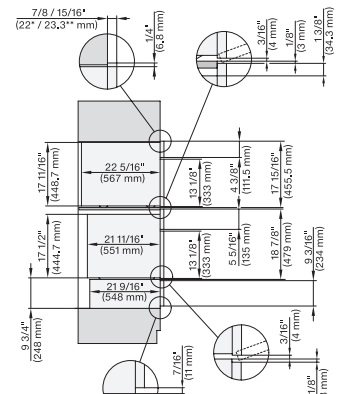 7/8 / 15/16"
(22* / 23.3** mm)
1/4"
(6.8 mm)
3/16"
(4 mm)
1/8"
(3 mm)
1 3/8"
(34.3 mm)
17 11/16"
(448.7 mm)
22 5/16"
(567 mm)
13 1/8"
(333 mm)
4 3/8"
(111.5 mm)
17 15/16"
(455.5 mm)
17 1/2"
(444.7 mm)
21 11/16"
(551 mm)
13 1/8"
(333 mm)
5 5/16"
(135 mm)
18 7/8"
(479 mm)
9 3/16"
(234 mm)
21 9/16"
(548 mm)
9 3/4"
(248 mm)
7/16"
(11 mm)
3/16"
(4 mm)
1/8"
mm)